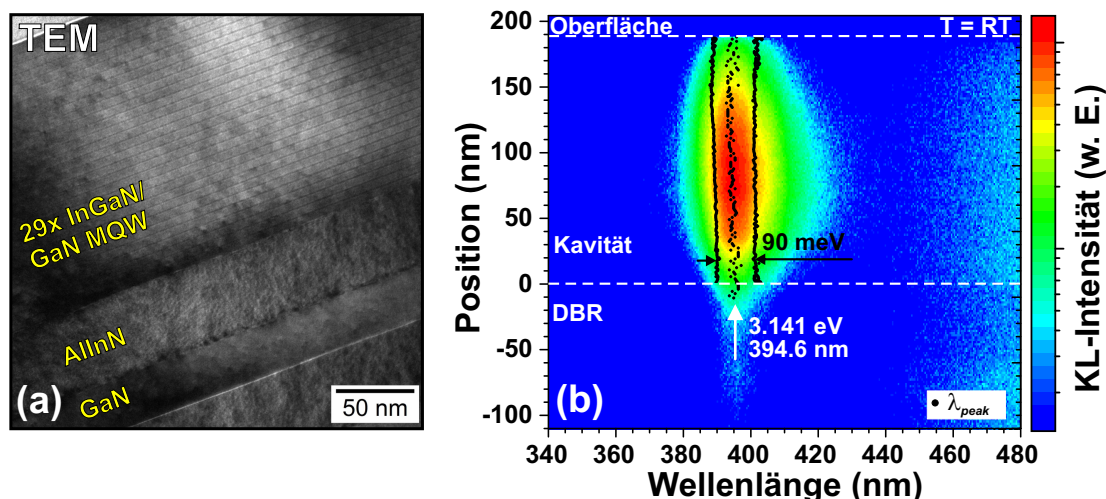 TEM
29x InGaN/
GaN MQW
AlInN
GaN
(a)
50 nm
200
150
100
50
0
-50
-100
Position (nm)
Oberfläche
T = RT
Kavität
90 meV
DBR
3.141 eV
394.6 nm
(b)
λpeak
340 360 380 400 420 440 460 480
Wellenlänge (nm)
KL-Intensität (w. E.)